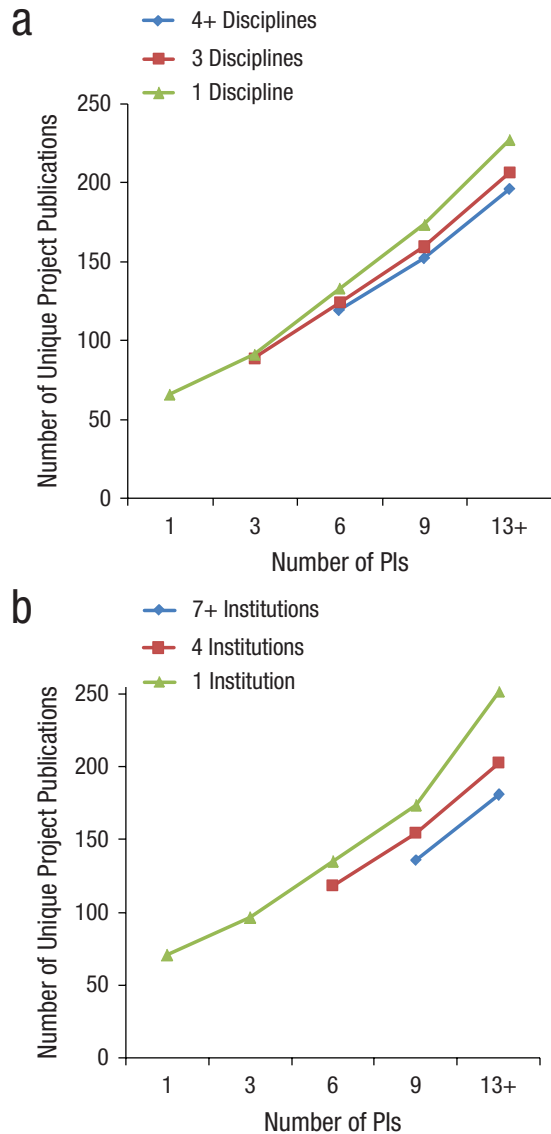 a
4+ Disciplines
3 Disciplines
1 Discipline
Number of Unique Project Publications
250
200
150
100
50
0
1 3 6 9 13+
Number of PIs
b
7+ Institutions
4 Institutions
1 Institution
Number of Unique Project Publications
250
200
150
100
50
0
1 3 6 9 13+
Number of PIs